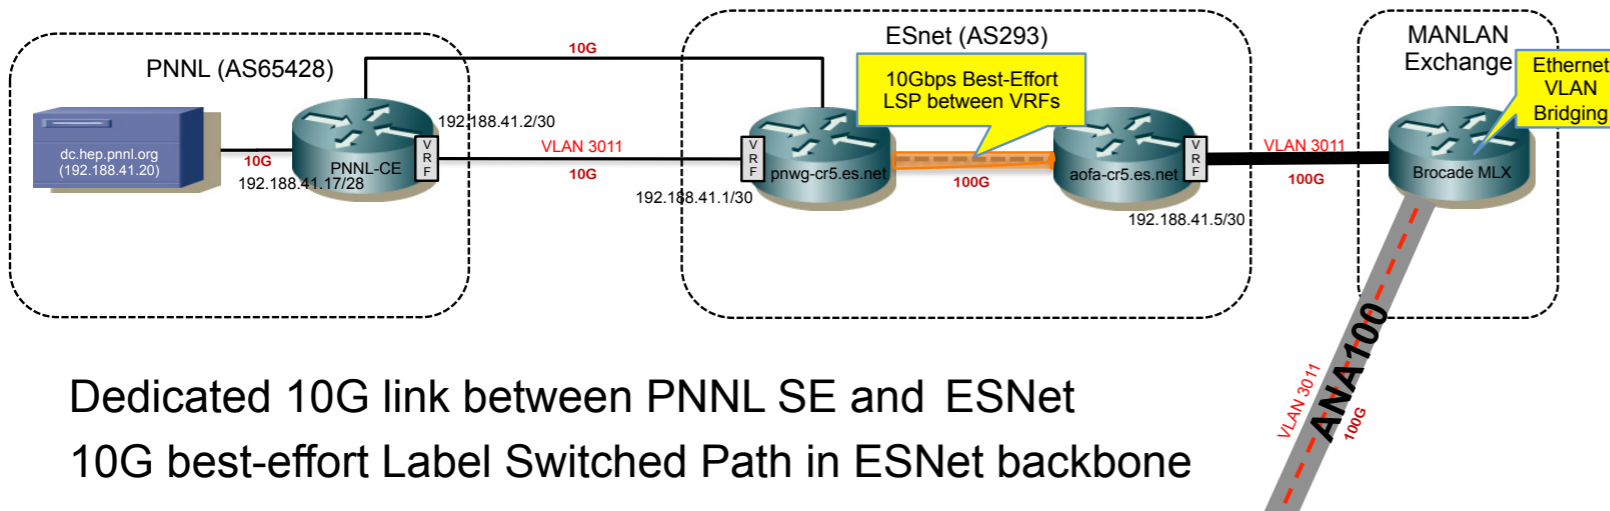 PNNL (AS65428)
10G
ESnet (AS293)
MANLAN
Exchange
10Gbps Best-Effort
LSP between VRFs
Ethernet
VLAN
Bridging
dc.hep.pnnl.org
(192.188.41.20)
10G
192.188.41.17/28
PNNL-CE
192.188.41.2/30
VRF
VLAN 3011
10G
192.188.41.1/30
VRF
pnwg-cr5.es.net
100G
aofa-cr5.es.net
VRF
192.188.41.5/30
VLAN 3011
100G
Brocade MLX
VLAN 3011
ANA100
100G
Dedicated 10G link between PNNL SE and ESNet
10G best-effort Label Switched Path in ESNet backbone